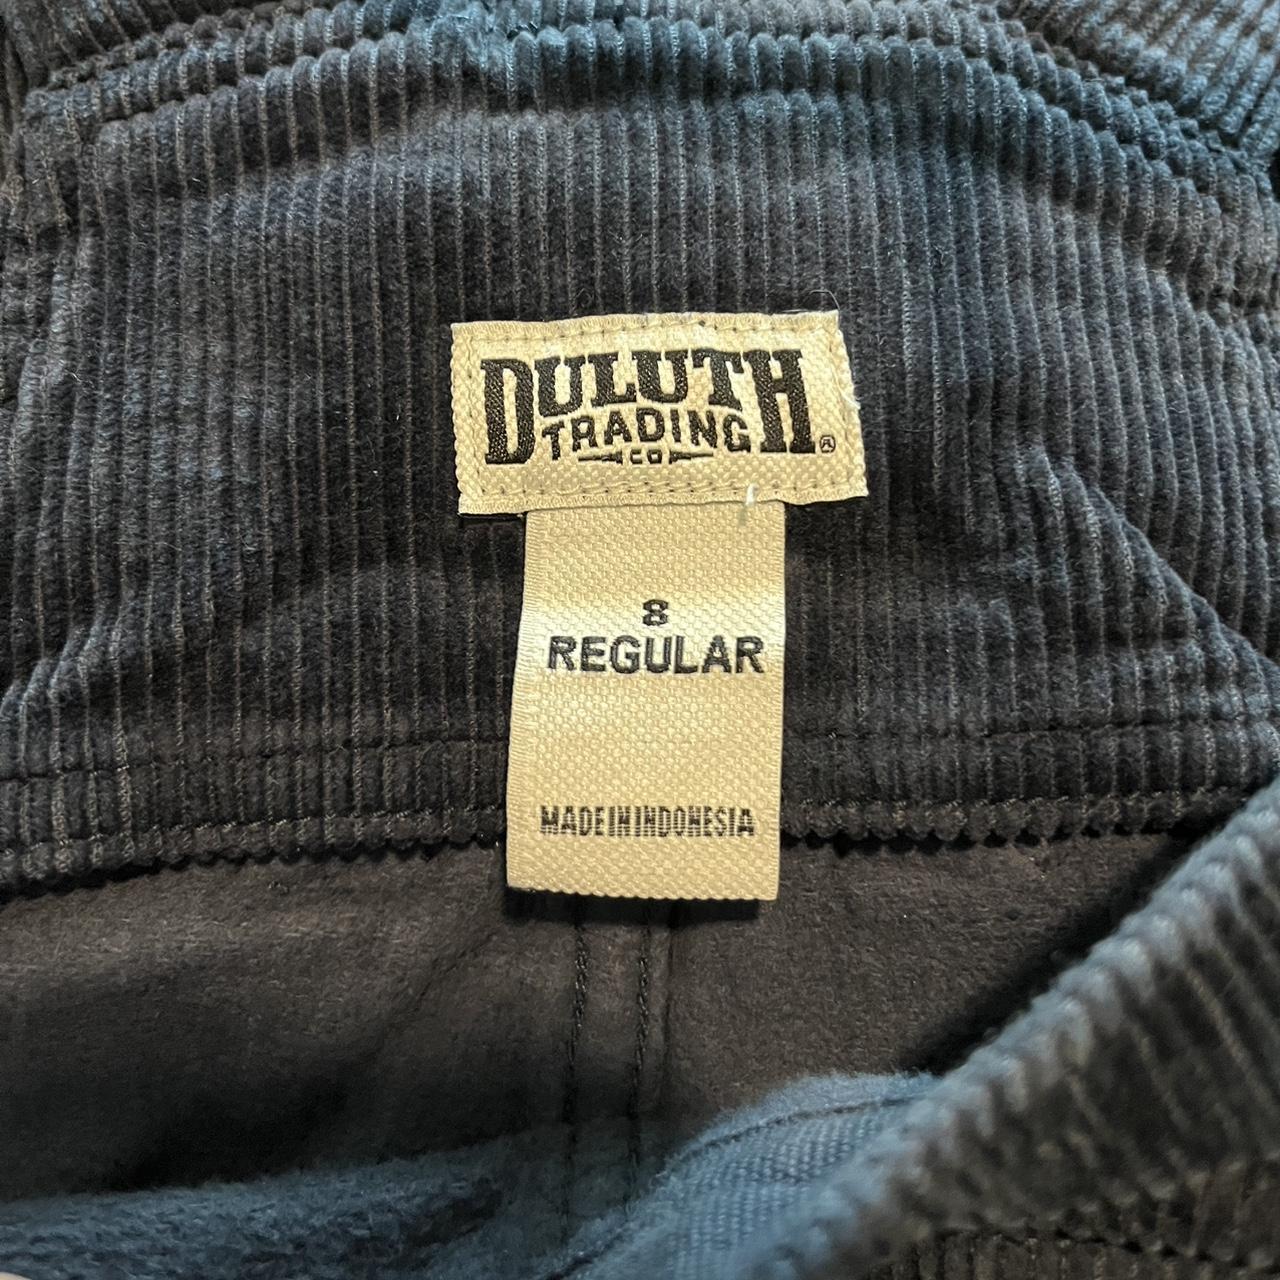 DULUTH
TRADING
CO
®
8
REGULAR
MADE IN INDONESIA